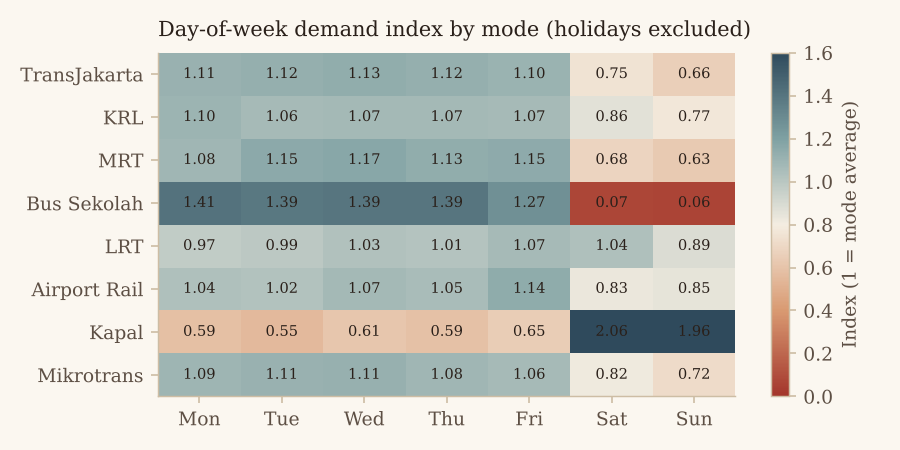 Day-of-week demand index by mode (holidays excluded)
TransJakarta 1.11 1.12 1.13 1.12 1.10 0.75 0.66
KRL 1.10 1.06 1.07 1.07 1.07 0.86 0.77
MRT 1.08 1.15 1.17 1.13 1.15 0.68 0.63
Bus Sekolah 1.41 1.39 1.39 1.39 1.27 0.07 0.06
LRT 0.97 0.99 1.03 1.01 1.07 1.04 0.89
Airport Rail 1.04 1.02 1.07 1.05 1.14 0.83 0.85
Kapal 0.59 0.55 0.61 0.59 0.65 2.06 1.96
Mikrotrans 1.09 1.11 1.11 1.08 1.06 0.82 0.72
Mon Tue Wed Thu Fri Sat Sun
1.6
1.4
1.2
1.0
0.8
0.6
0.4
0.2
0.0
Index (1 = mode average)